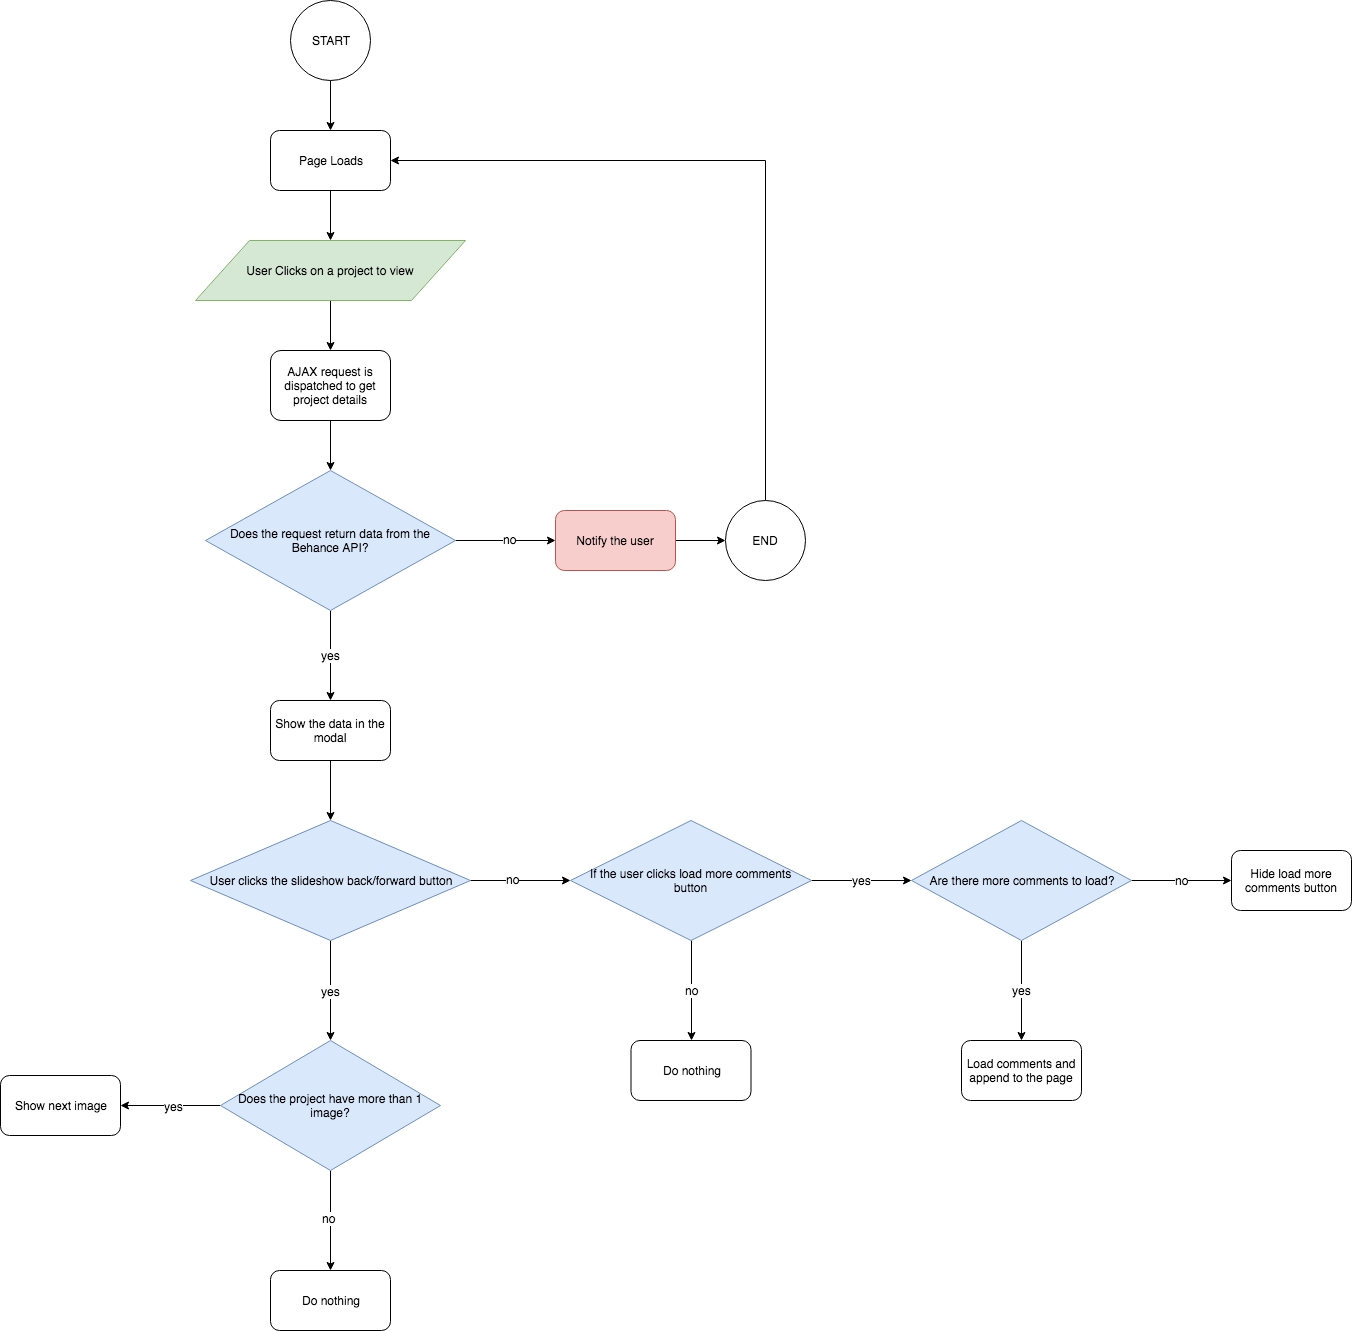 START
Page Loads
User Clicks on a project to view
AJAX request is
dispatched to get
project details
Does the request return data from the
Behance API?
no
Notify the user
END
yes
Show the data in the
modal
User clicks the slideshow back/forward button
no
If the user clicks load more comments
button
yes
Are there more comments to load?
no
Hide load more
comments button
yes
no
yes
Do nothing
Load comments and
append to the page
Show next image
yes
Does the project have more than 1
image?
no
Do nothing